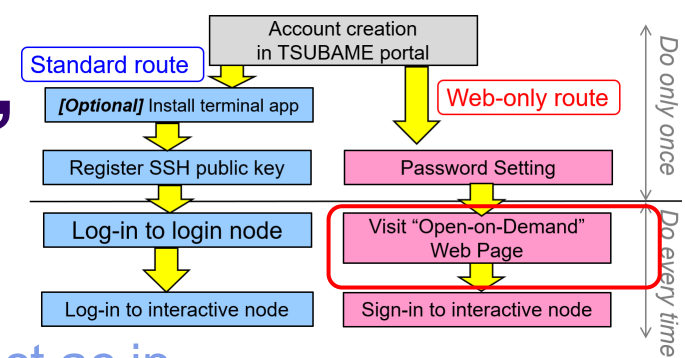 Account creation
in TSUBAME portal
Standard route
Web-only route
[Optional] Install terminal app
Register SSH public key
Password Setting
Log-in to login node
Visit “Open-on-Demand”
Web Page
Log-in to interactive node
Sign-in to interactive node
Do only once
Do every time